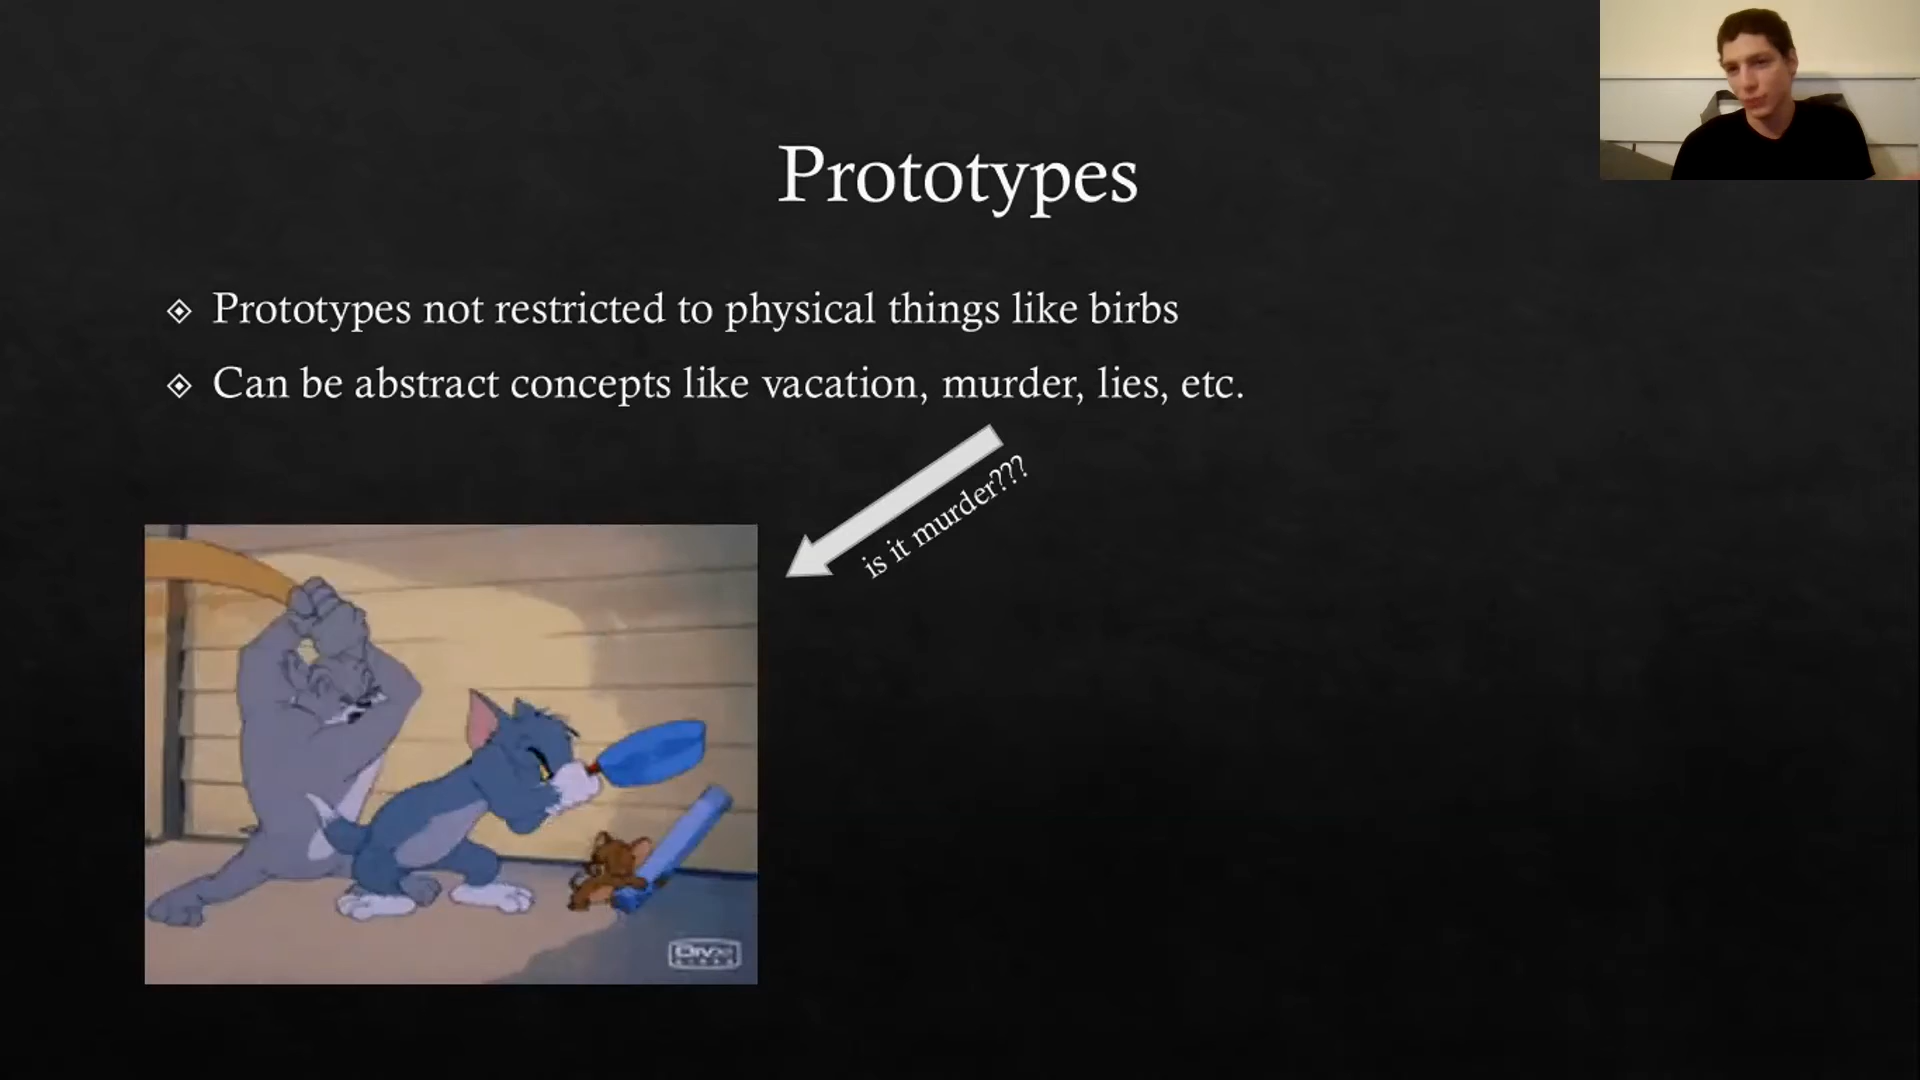 Prototypes
Prototypes not restricted to physical things like birbs
Can be abstract concepts like vacation, murder, lies, etc.
is it murder???